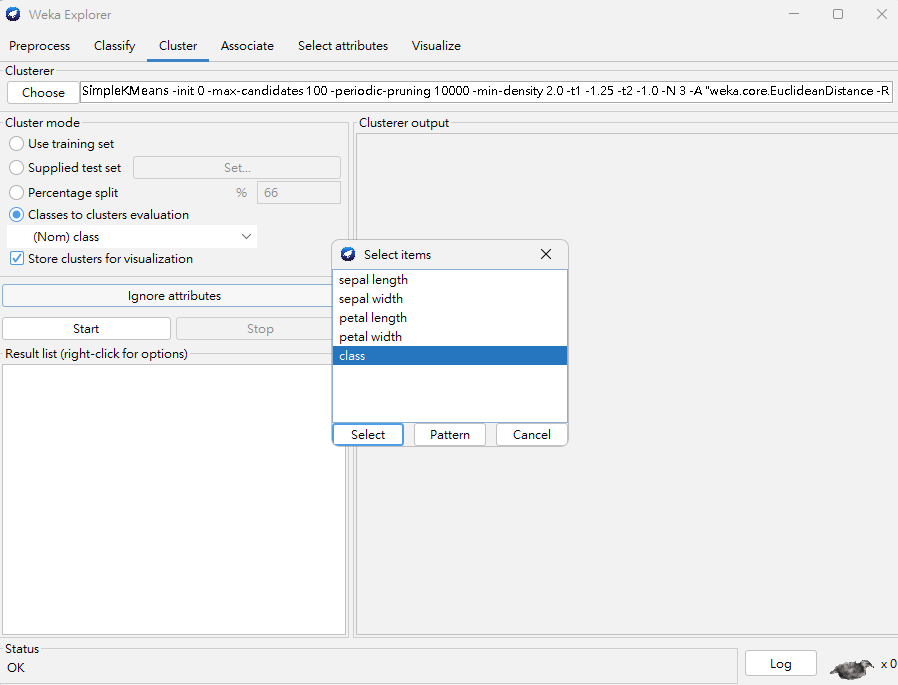 Weka Explorer
Preprocess Classify Cluster Associate Select attributes Visualize
Clusterer
Choose SimpleKMeans -init 0 -max-candidates 100 -periodic-pruning 10000 -min-density 2.0 -t1 -1.25 -t2 -1.0 -N 3 -A "weka.core.EuclideanDistance -R
Cluster mode
Use training set
Supplied test set Set...
Percentage split % 66
Classes to clusters evaluation
(Nom) class
Store clusters for visualization
Ignore attributes
Start Stop
Result list (right-click for options)
Clusterer output
Select items
sepal length
sepal width
petal length
petal width
class
Select Pattern Cancel
Status
OK
Log x 0